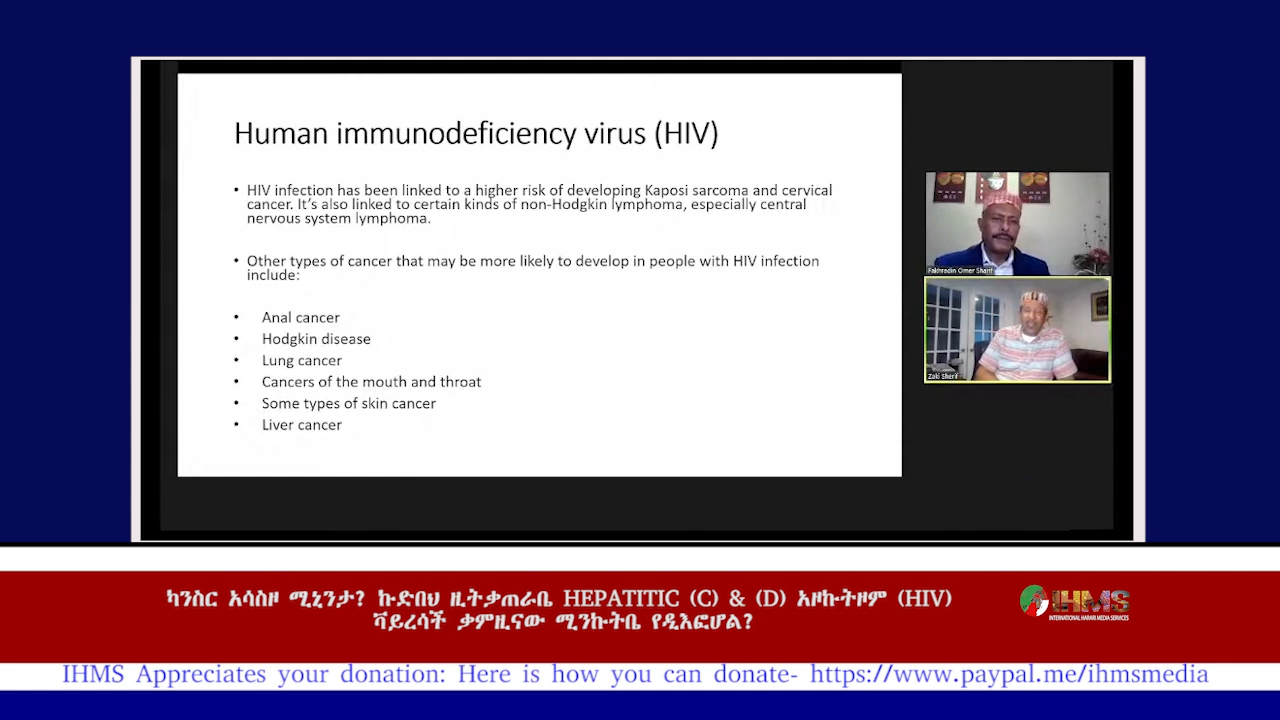 Human immunodeficiency virus (HIV)
• HIV infection has been linked to a higher risk of developing Kaposi sarcoma and cervical
cancer. It's also linked to certain kinds of non-Hodgkin lymphoma, especially central
nervous system lymphoma.
• Other types of cancer that may be more likely to develop in people with HIV infection
include:
• Anal cancer
• Hodgkin disease
• Lung cancer
• Cancers of the mouth and throat
• Some types of skin cancer
• Liver cancer
Fakhradin Omer Sharif
Zaki Sherif
ካንስር አሳስዞ ሚኒንታ? ኩድበህ ዚትቃጠራቤ HEPATITIC (C) & (D) አዞኩትዞም (HIV)
ቫይረሳች ቃምዚናው ሚንኩትቤ የዲእፎሆል?
IHMS
INTERNATIONAL HARARI MEDIA SERVICES
IHMS Appreciates your donation: Here is how you can donate- https://www.paypal.me/ihmsmedia